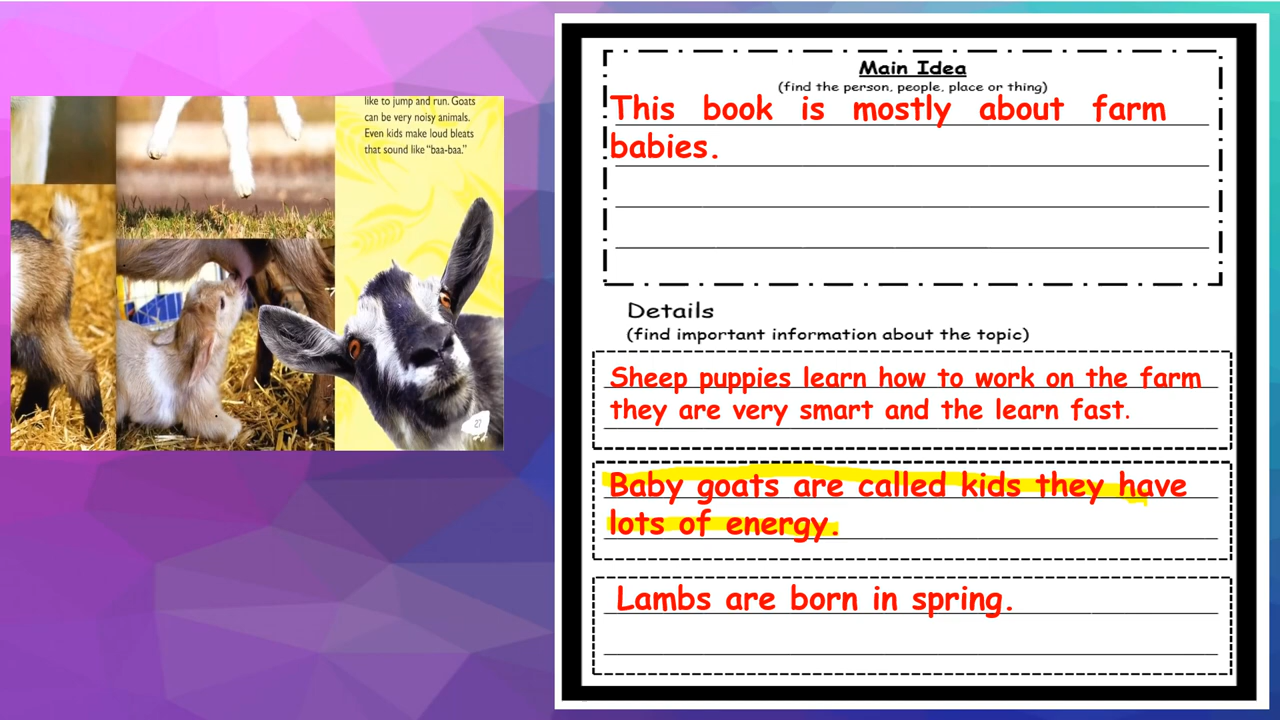 like to jump and run. Goats
can be very noisy animals.
Even kids make loud bleats
that sound like "baa-baa."
Main Idea
(find the person, people, place or thing)
This book is mostly about farm
babies.
Details
(find important information about the topic)
Sheep puppies learn how to work on the farm
they are very smart and the learn fast.
Baby goats are called kids they have
lots of energy.
Lambs are born in spring.